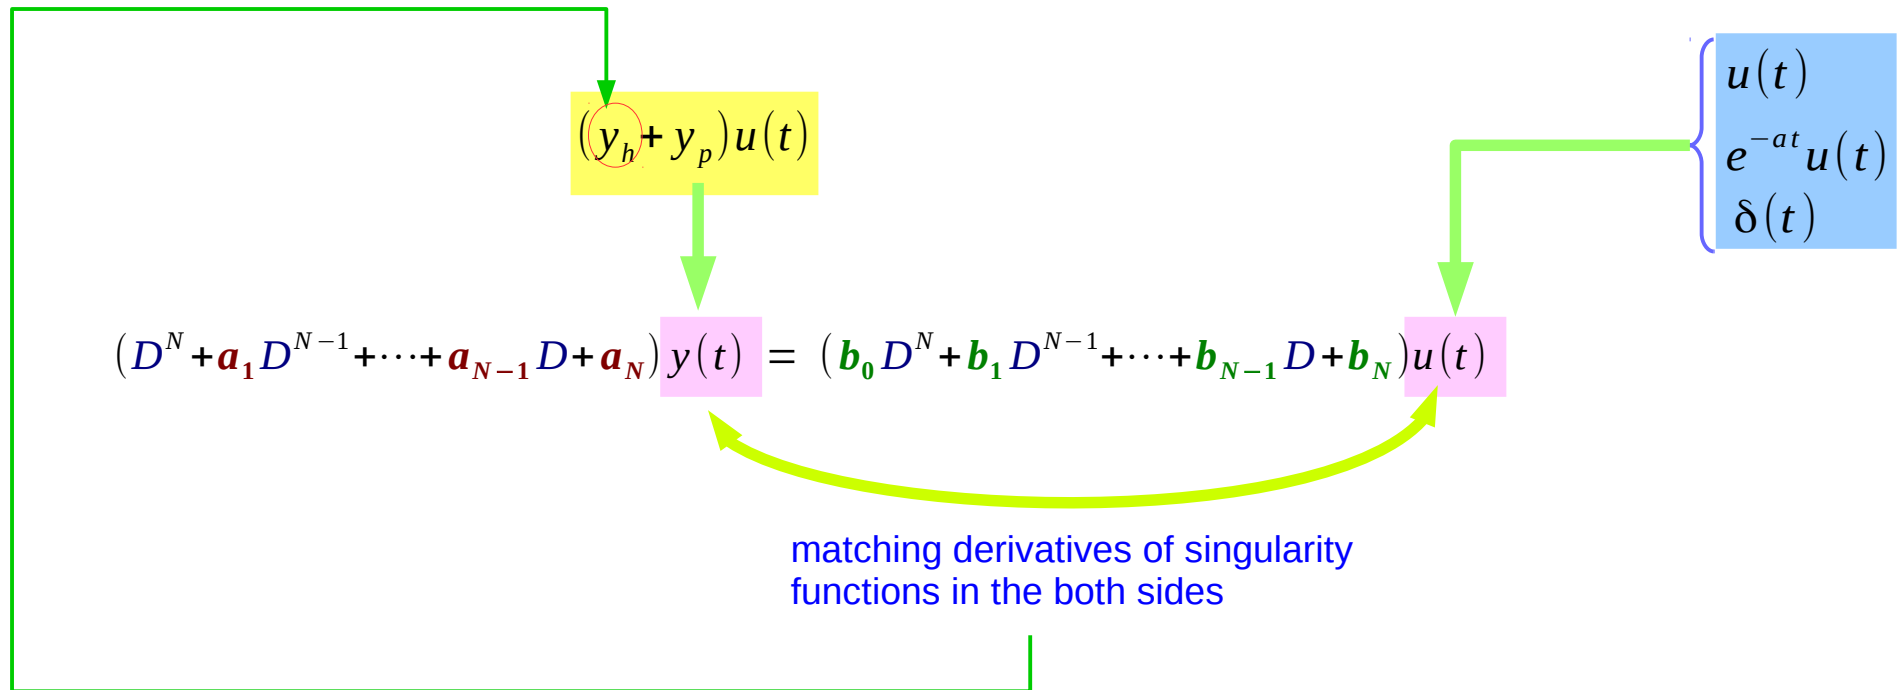 u(t)
(y_h + y_p)u(t)
e^{-at}u(t)
δ(t)
(D^N + a_1 D^{N-1} + ⋯ + a_{N-1} D + a_N) y(t) = (b_0 D^N + b_1 D^{N-1} + ⋯ + b_{N-1} D + b_N) u(t)
matching derivatives of singularity
functions in the both sides